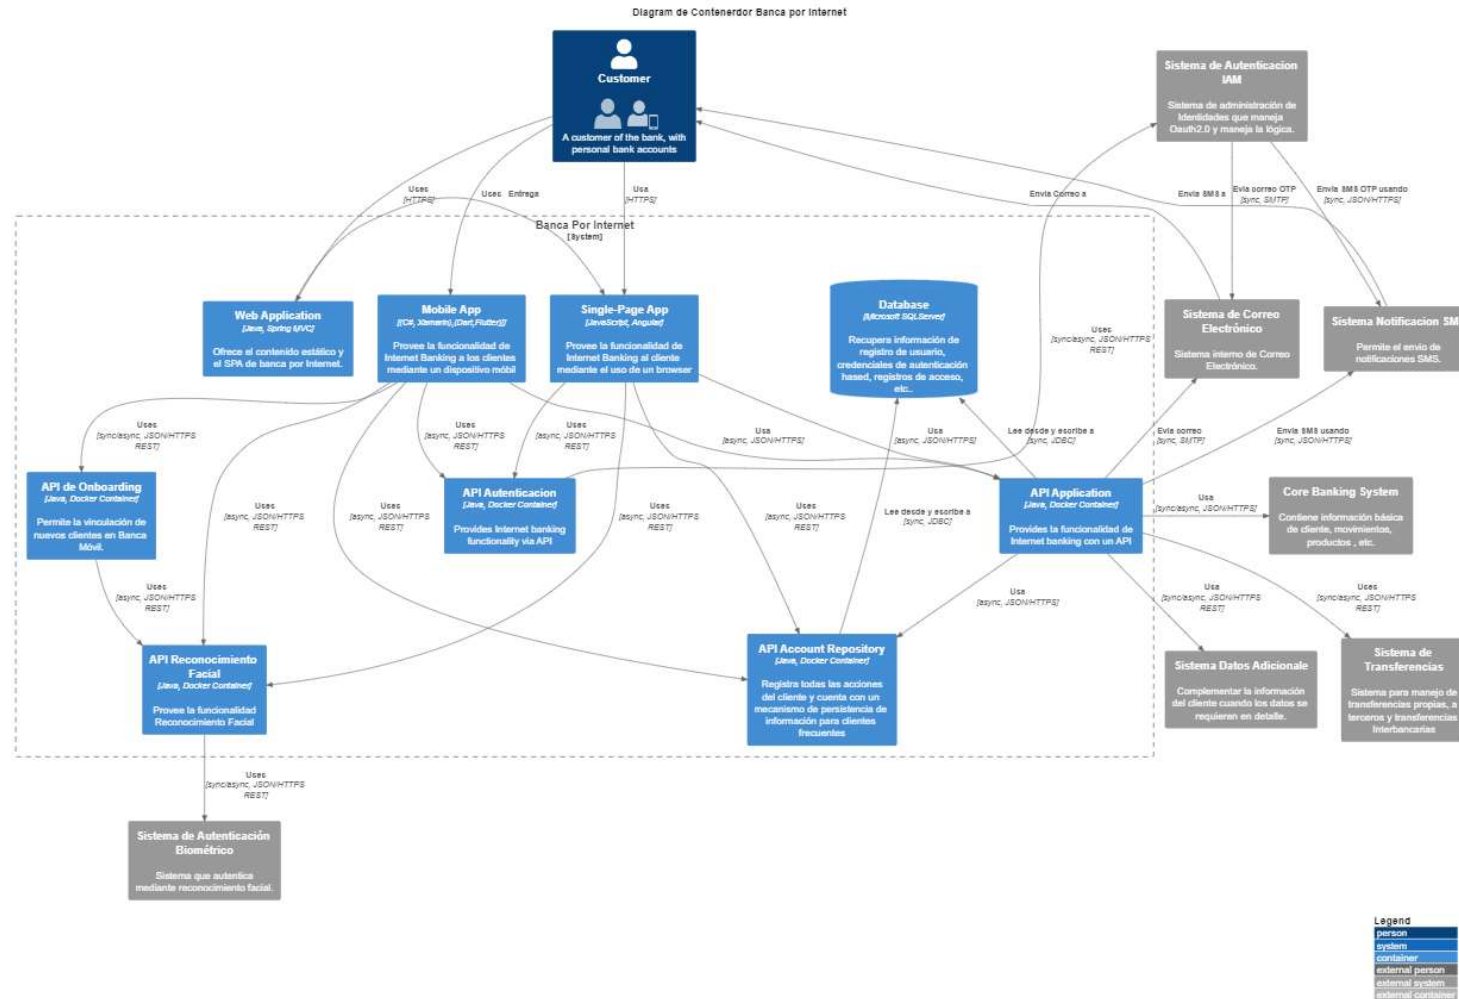 Diagram de Contenerdor Banca por Internet
Customer
A customer of the bank, with
personal bank accounts
Sistema de Autenticacion
IAM
Sistema de administración de
Identidades que maneja
Oauth2.0 y maneja la lógica.
Uses
[HTTPS]
Uses
Entrega
Usa
[HTTPS]
Envia Correo a
Envia SMS a
Evia correo OTP
[sync, SMTP]
Envia SMS OTP usando
[sync, JSON/HTTPS]
Banca Por Internet
[System]
Web Application
[Java, Spring MVC]
Ofrece el contenido estático y
el SPA de banca por Internet.
Mobile App
[(C#, Xamarin),(Dart,Flutter)]]
Provee la funcionalidad de
Internet Banking a los clientes
mediante un dispositivo móbil
Single-Page App
[JavaScript, Angular]
Provee la funcionalidad de
Internet Banking al cliente
mediante el uso de un browser
Database
[Microsoft SQLServer]
Recupera información de
registro de usuario,
credenciales de autenticación
hased, registros de acceso,
etc..
Uses
[sync/async, JSON/HTTPS
REST]
Sistema de Correo
Electrónico
Sistema interno de Correo
Electrónico.
Sistema Notificacion SM
Permite el envio de
notificaciones SMS.
Uses
[sync/async, JSON/HTTPS
REST]
Uses
[async, JSON/HTTPS
REST]
Uses
[async, JSON/HTTPS
REST]
Usa
[async, JSON/HTTPS]
Usa
[async, JSON/HTTPS]
Lee desde y escribe a
[sync, JDBC]
Evia correo
[sync, SMTP]
Envia SMS usando
[sync, JSON/HTTPS]
API de Onboarding
[Java, Docker Container]
Permite la vinculación de
nuevos clientes en Banca
Móvil.
Uses
[async, JSON/HTTPS
REST]
Uses
[async, JSON/HTTPS
REST]
API Autenticacion
[Java, Docker Container]
Provides Internet banking
functionality via API
Uses
[async, JSON/HTTPS
REST]
Uses
[async, JSON/HTTPS
REST]
Lee desde y escribe a
[sync, JDBC]
API Application
[Java, Docker Container]
Provides la funcionalidad de
Internet banking con un API
Usa
[sync/async, JSON/HTTPS]
Core Banking System
Contiene información básica
de cliente, movimientos,
productos , etc.
Uses
[async, JSON/HTTPS
REST]
Usa
[async, JSON/HTTPS]
Usa
[sync/async, JSON/HTTPS
REST]
Uses
[sync/async, JSON/HTTPS
REST]
API Reconocimiento
Facial
[Java, Docker Container]
Provee la funcionalidad
Reconocimiento Facial
API Account Repository
[Java, Docker Container]
Registra todas las acciones
del cliente y cuenta con un
mecanismo de persistencia de
información para clientes
frecuentes
Sistema Datos Adicionale
Complementar la información
del cliente cuando los datos se
requieren en detalle.
Sistema de
Transferencias
Sistema para manejo de
transferencias propias, a
terceros y transferencias
Interbancarias
Uses
[sync/async, JSON/HTTPS
REST]
Sistema de Autenticación
Biométrico
Sistema que autentica
mediante reconocimiento facial.
Legend
person
system
container
external person
external system
external container